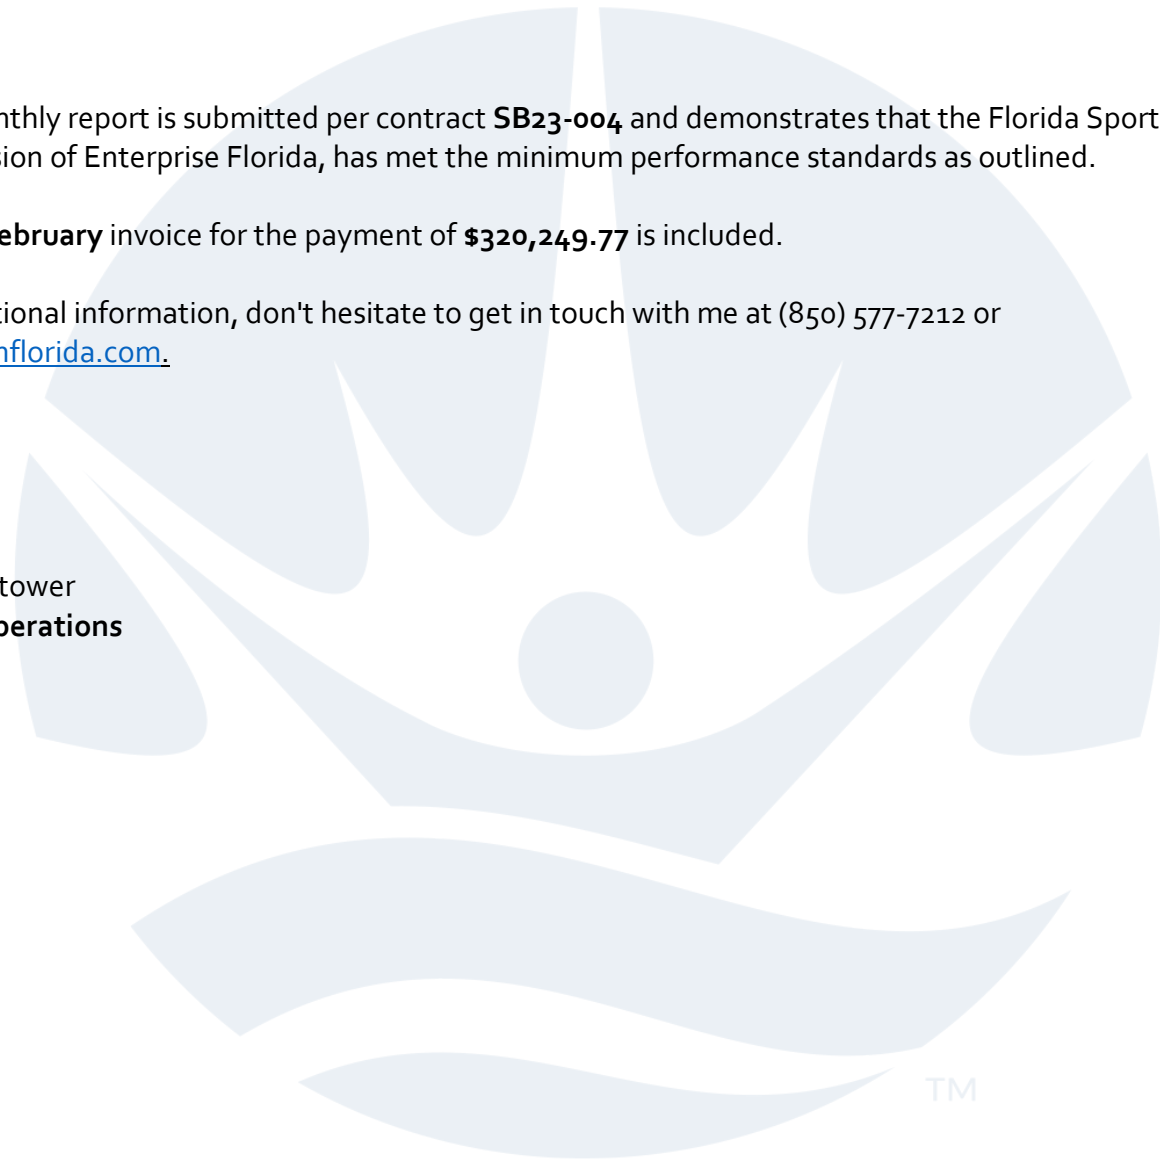 nthly report is submitted per contract SB23-004 and demonstrates that the Florida Sport
sion of Enterprise Florida, has met the minimum performance standards as outlined.
ebruary invoice for the payment of $320,249.77 is included.
tional information, don't hesitate to get in touch with me at (850) 577-7212 or
nflorida.com.
tower
perations
TM